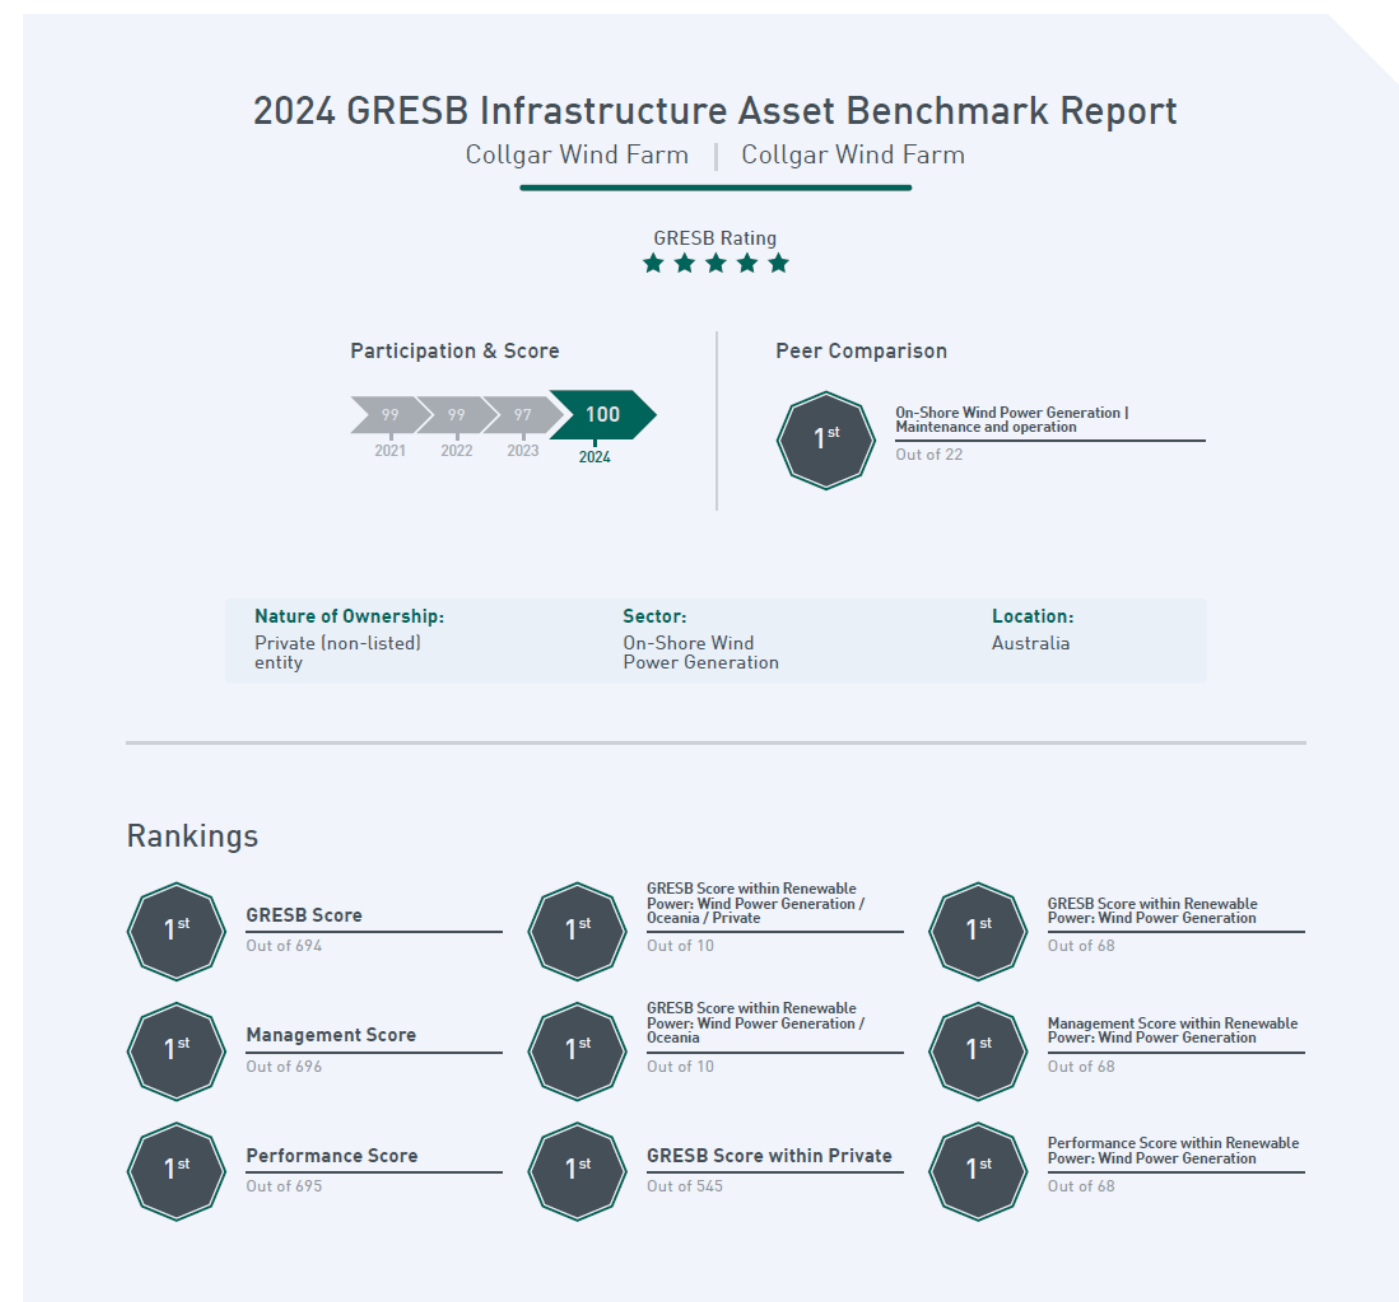 2024 GRESB Infrastructure Asset Benchmark Report
Collgar Wind Farm | Collgar Wind Farm
GRESB Rating
Participation & Score
99
99
97
100
2021
2022
2023
2024
Peer Comparison
1st
On-Shore Wind Power Generation |
Maintenance and operation
Out of 22
Nature of Ownership:
Private (non-listed)
entity
Sector:
On-Shore Wind
Power Generation
Location:
Australia
Rankings
1st
GRESB Score
Out of 694
1st
GRESB Score within Renewable
Power: Wind Power Generation /
Oceania / Private
Out of 10
1st
GRESB Score within Renewable
Power: Wind Power Generation
Out of 68
1st
Management Score
Out of 696
1st
GRESB Score within Renewable
Power: Wind Power Generation /
Oceania
Out of 10
1st
Management Score within Renewable
Power: Wind Power Generation
Out of 68
1st
Performance Score
Out of 695
1st
GRESB Score within Private
Out of 545
1st
Performance Score within Renewable
Power: Wind Power Generation
Out of 68